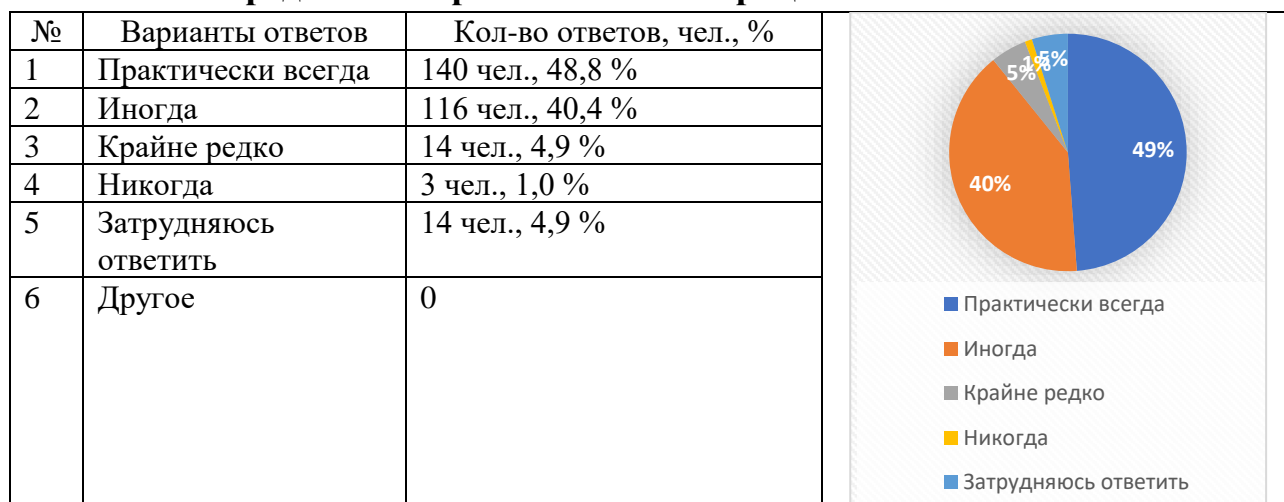 № Варианты ответов Кол-во ответов, чел., %
1 Практически всегда 140 чел., 48,8 %
2 Иногда 116 чел., 40,4 %
3 Крайне редко 14 чел., 4,9 %
4 Никогда 3 чел., 1,0 %
5 Затрудняюсь 14 чел., 4,9 %
ответить
6 Другое 0
49%
40%
5%
1%
5%
Практически всегда
Иногда
Крайне редко
Никогда
Затрудняюсь ответить